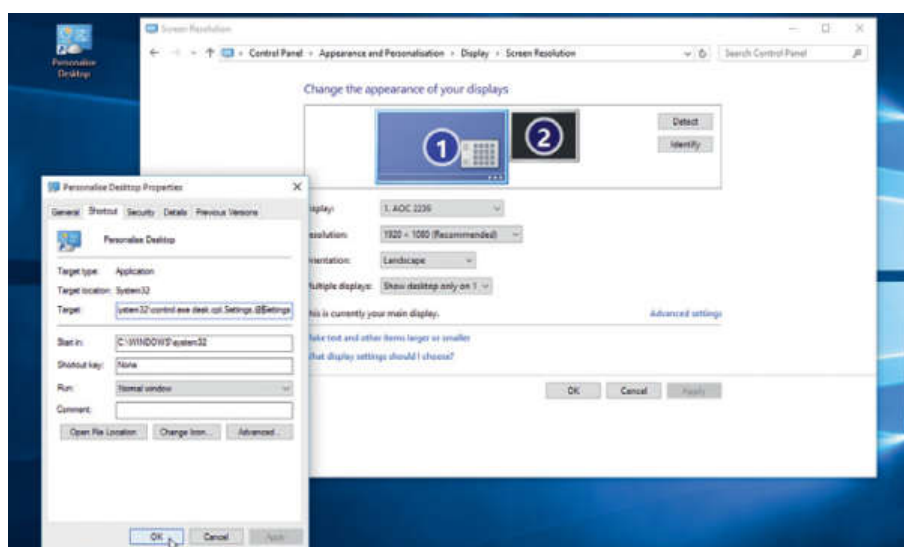 Personalise
Desktop
Screen Resolution
Control Panel › Appearance and Personalisation › Display › Screen Resolution
Search Control Panel
Change the appearance of your displays
1
2
Detect
Identify
isplay:
1. AOC 2236
esolution:
1920 × 1080 (Recommended)
rientation:
Landscape
ultiple displays:
Show desktop only on 1
his is currently your main display.
Advanced settings
ake text and other items larger or smaller
hat display settings should I choose?
OK
Cancel
Apply
Personalise Desktop Properties
General
Shortcut
Security
Details
Previous Versions
Personalise Desktop
Target type:
Application
Target location:
System32
Target:
ystem32\control.exe desk.cpl,Settings,@Settings
Start in:
C:\WINDOWS\system32
Shortcut key:
None
Run:
Normal window
Comment:
Open File Location
Change Icon...
Advanced...
OK
Cancel
Apply